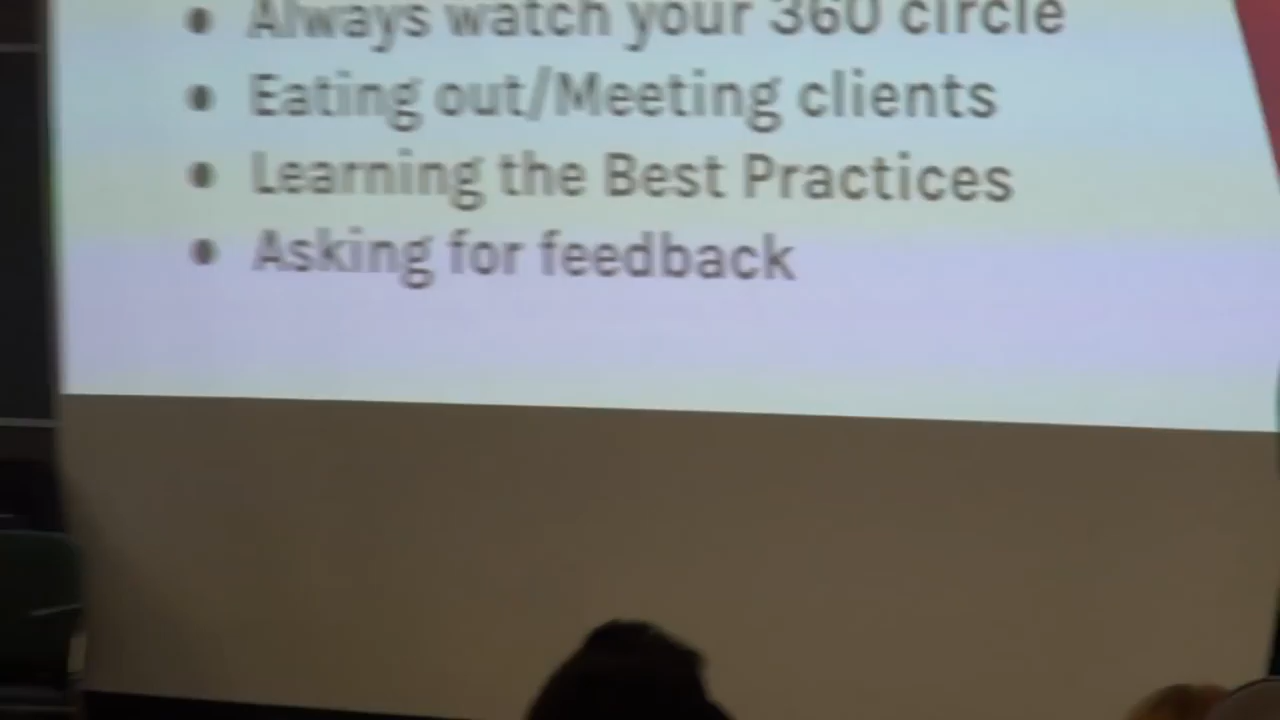 • Always watch your 360 circle
• Eating out/Meeting clients
• Learning the Best Practices
• Asking for feedback